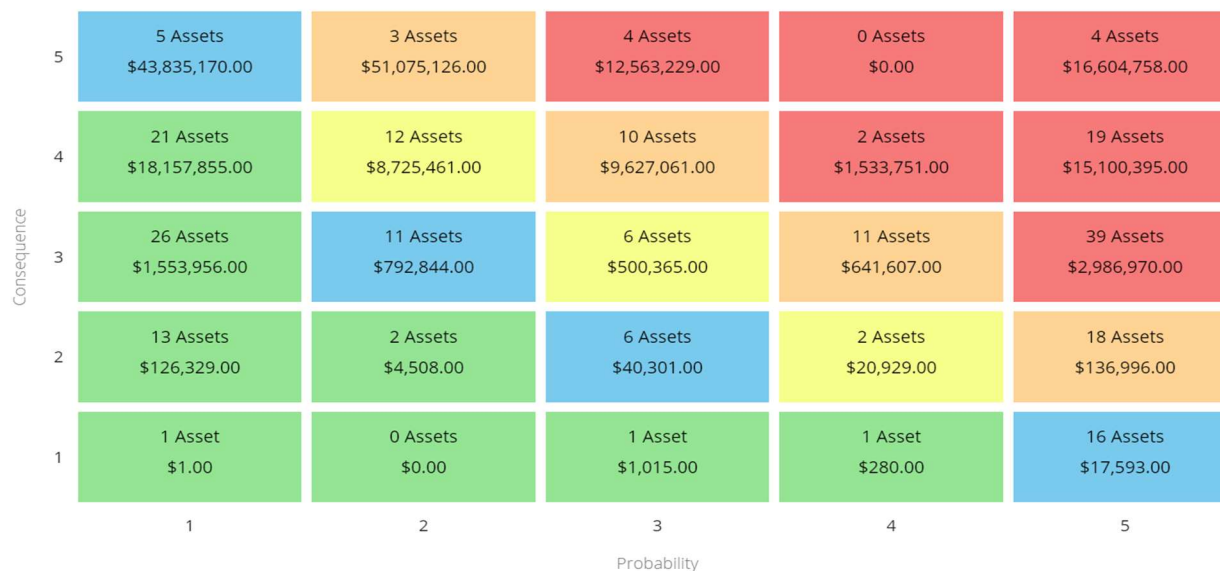 5 Assets
$43,835,170.00
3 Assets
$51,075,126.00
4 Assets
$12,563,229.00
0 Assets
$0.00
4 Assets
$16,604,758.00
5
21 Assets
$18,157,855.00
12 Assets
$8,725,461.00
10 Assets
$9,627,061.00
2 Assets
$1,533,751.00
19 Assets
$15,100,395.00
4
26 Assets
$1,553,956.00
11 Assets
$792,844.00
6 Assets
$500,365.00
11 Assets
$641,607.00
39 Assets
$2,986,970.00
3
Consequence
13 Assets
$126,329.00
2 Assets
$4,508.00
6 Assets
$40,301.00
2 Assets
$20,929.00
18 Assets
$136,996.00
2
1 Asset
$1.00
0 Assets
$0.00
1 Asset
$1,015.00
1 Asset
$280.00
16 Assets
$17,593.00
1
1
2
3
4
5
Probability